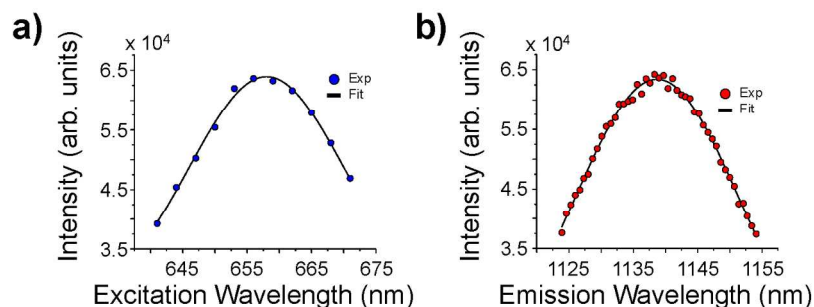 a)
x 10⁴
Intensity (arb. units)
6.5
5.5
4.5
3.5
Exp
Fit
645 655 665 675
Excitation Wavelength (nm)
b)
x 10⁴
Intensity (arb. units)
6.5
5.5
4.5
3.5
Exp
Fit
1125 1135 1145 1155
Emission Wavelength (nm)